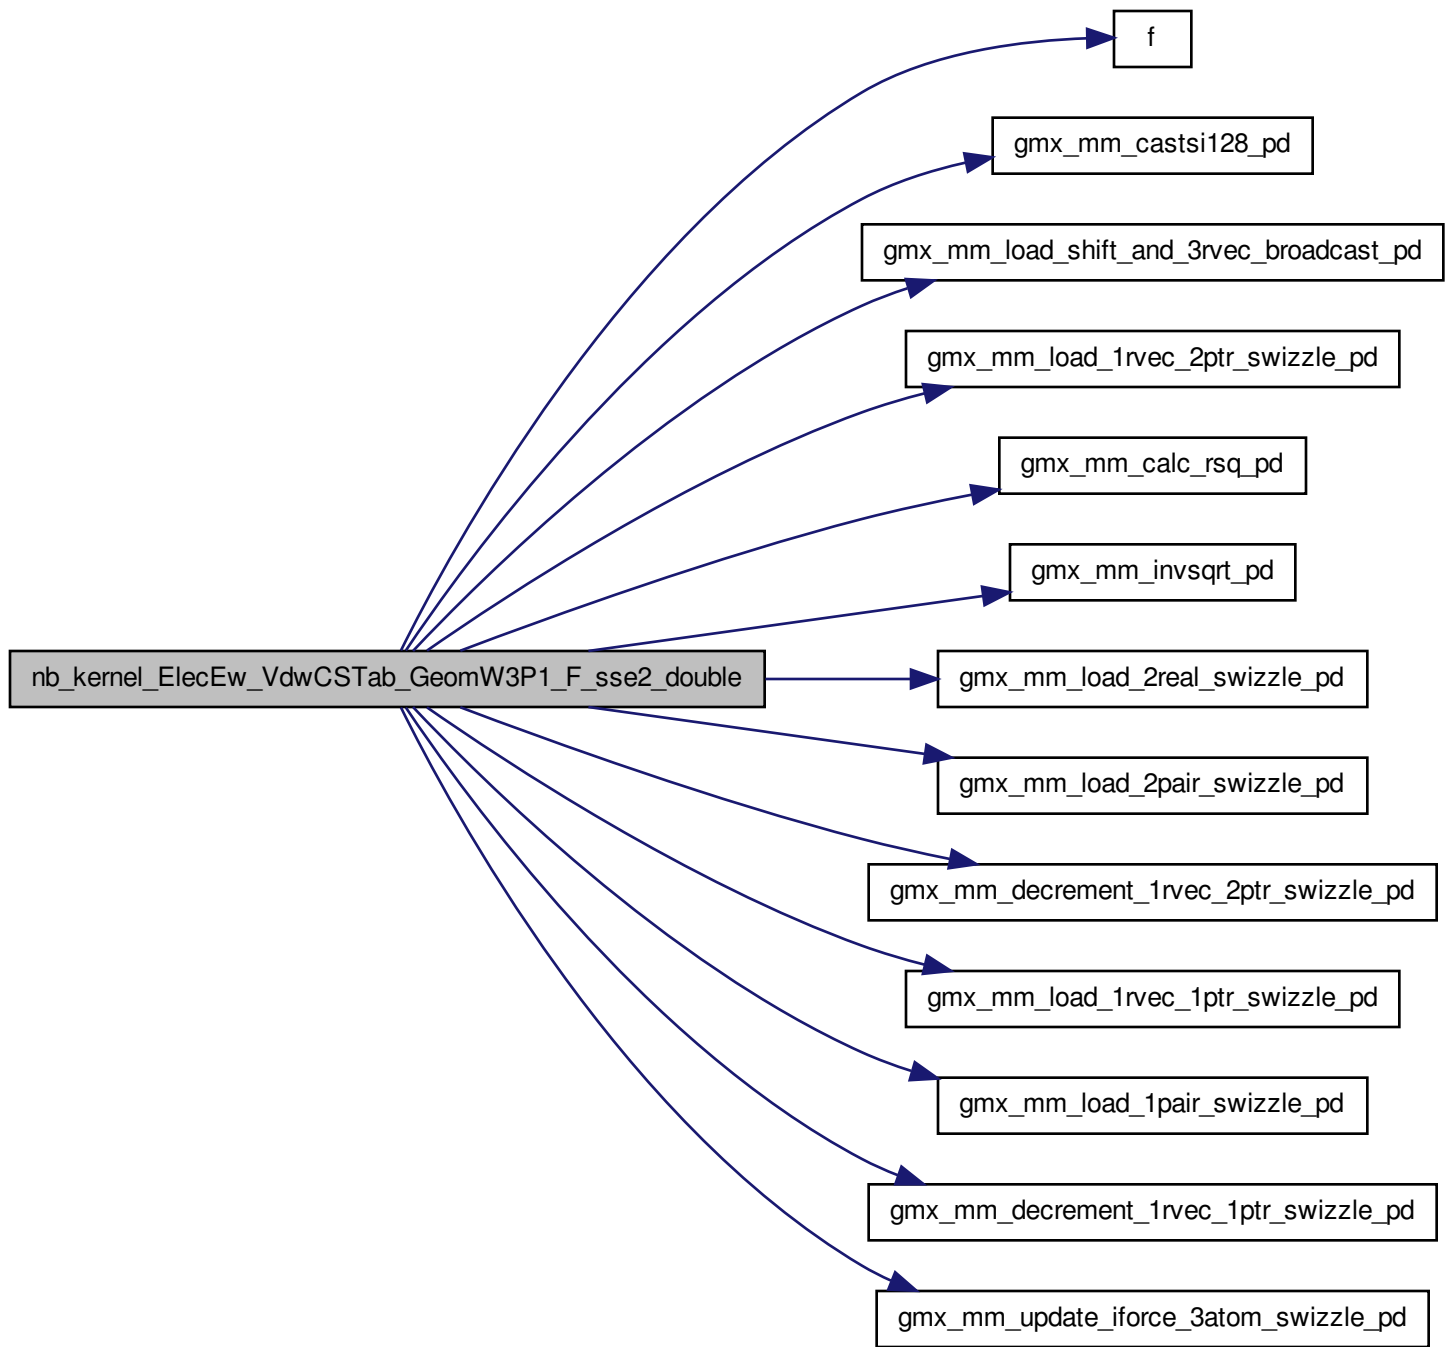 f
gmx_mm_castsi128_pd
gmx_mm_load_shift_and_3rvec_broadcast_pd
gmx_mm_load_1rvec_2ptr_swizzle_pd
gmx_mm_calc_rsq_pd
gmx_mm_invsqrt_pd
nb_kernel_ElecEw_VdwCSTab_GeomW3P1_F_sse2_double
gmx_mm_load_2real_swizzle_pd
gmx_mm_load_2pair_swizzle_pd
gmx_mm_decrement_1rvec_2ptr_swizzle_pd
gmx_mm_load_1rvec_1ptr_swizzle_pd
gmx_mm_load_1pair_swizzle_pd
gmx_mm_decrement_1rvec_1ptr_swizzle_pd
gmx_mm_update_iforce_3atom_swizzle_pd